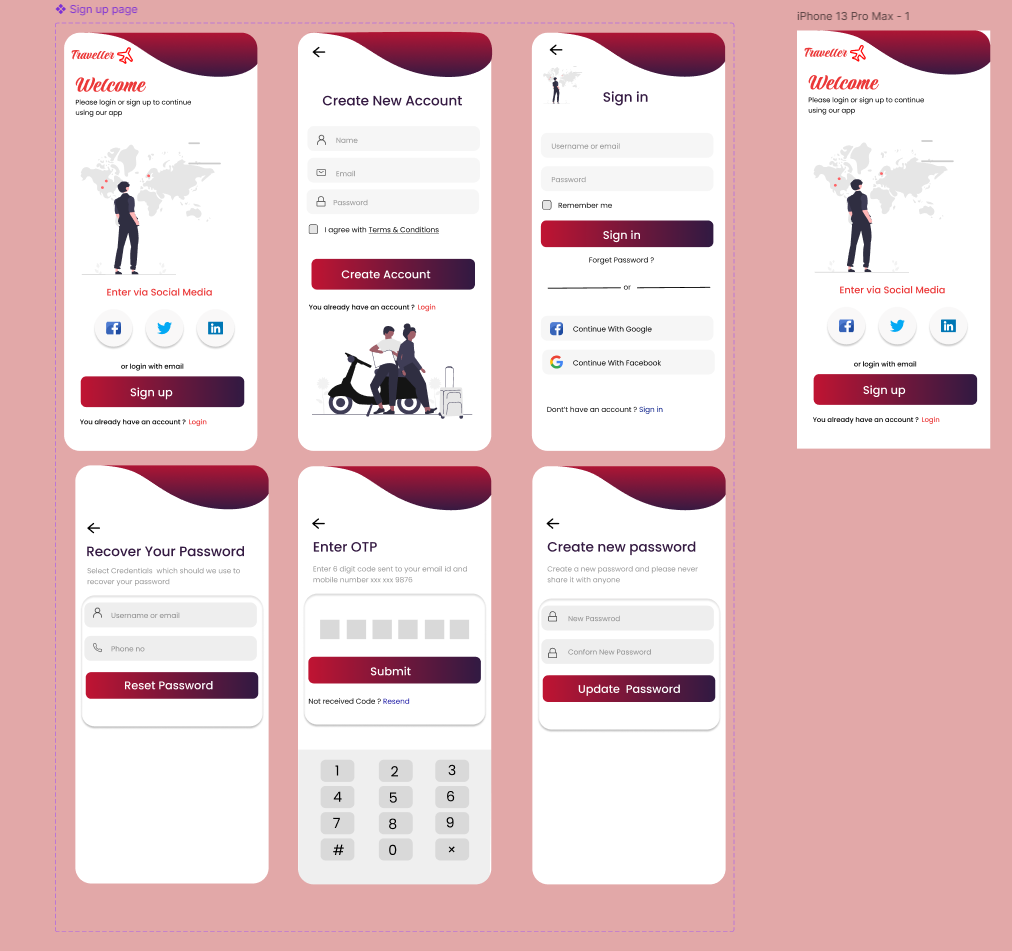 Sign up page
Traveller
Welcome
Please login or sign up to continue
using our app
Enter via Social Media
or login with email
Sign up
You already have an account ? Login
Create New Account
Name
Email
Password
I agree with Terms & Conditions
Create Account
You already have an account ? Login
Sign in
Username or email
Password
Remember me
Sign in
Forget Password ?
or
Continue With Google
Continue With Facebook
Dont't have an account ? Sign in
iPhone 13 Pro Max - 1
Traveller
Welcome
Please login or sign up to continue
using our app
Enter via Social Media
or login with email
Sign up
You already have an account ? Login
Recover Your Password
Select Credentials which should we use to
recover your password
Username or email
Phone no
Reset Password
Enter OTP
Enter 6 digit code sent to your email id and
mobile number xxx xxx 9876
Submit
Not received Code ? Resend
1 2 3
4 5 6
7 8 9
# 0 ×
Create new password
Create a new password and please never
share it with anyone
New Passwrod
Conforn New Password
Update Password